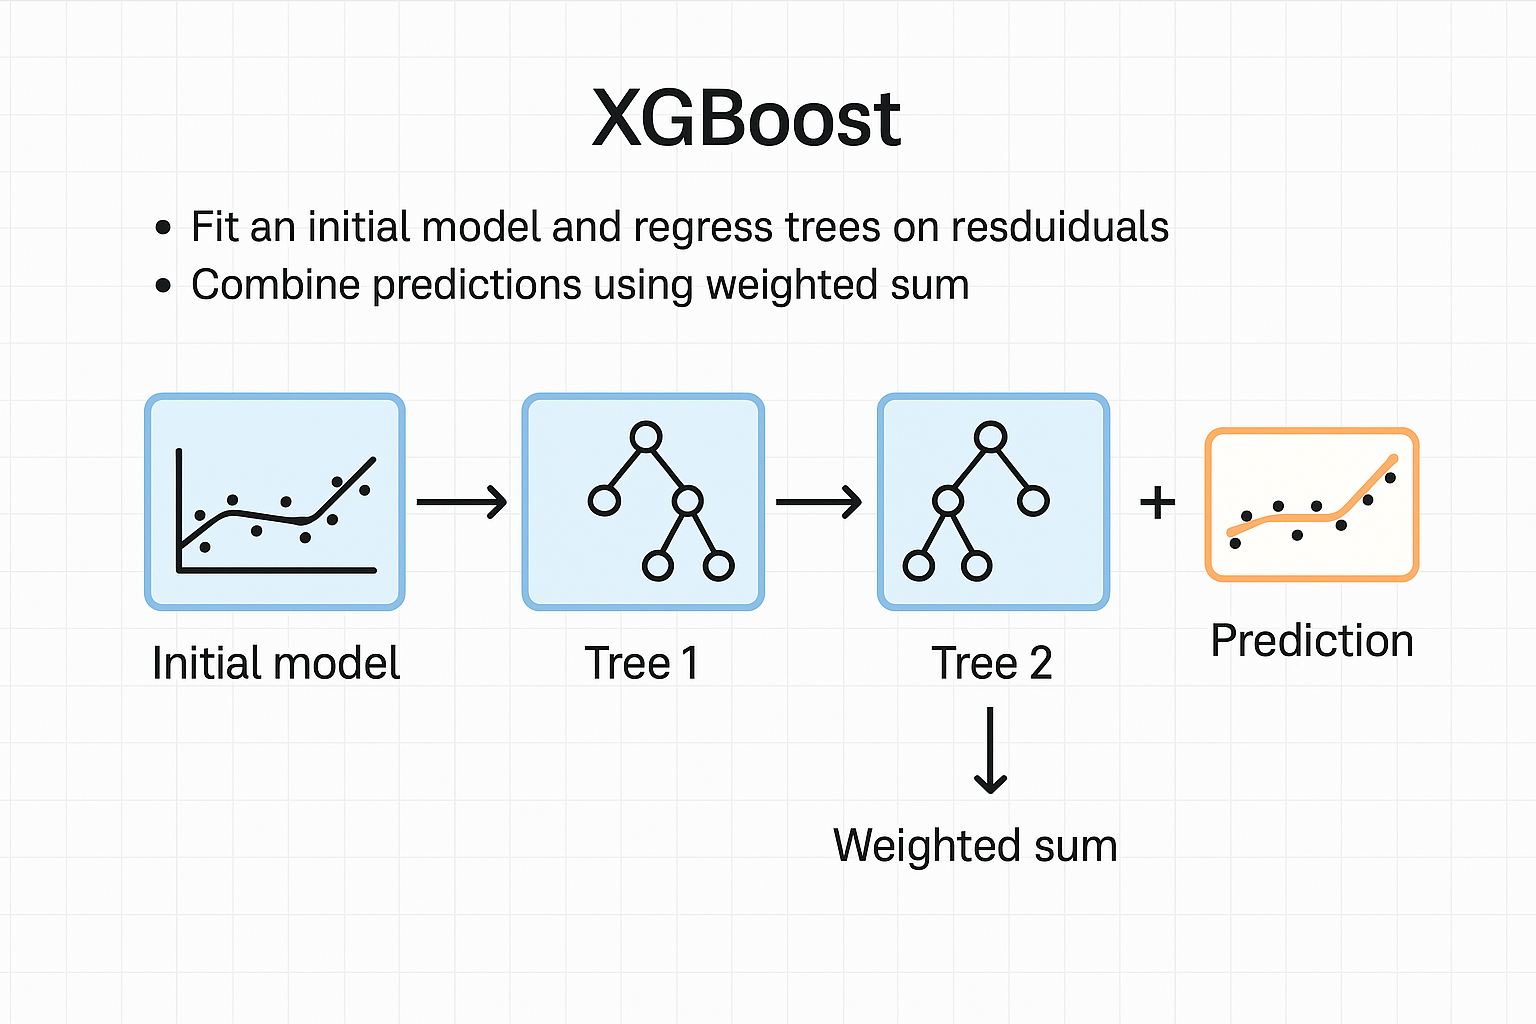 XGBoost
• Fit an initial model and regress trees on resduiduals
• Combine predictions using weighted sum
+
Initial model
Tree 1
Tree 2
Prediction
Weighted sum